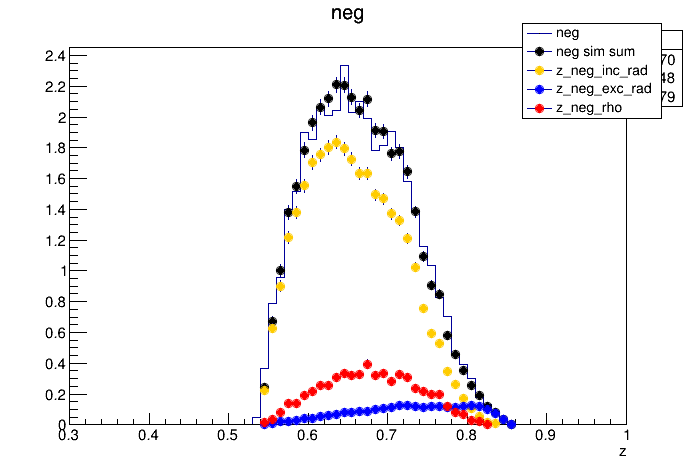 neg
neg
neg sim sum
z_neg_inc_rad
z_neg_exc_rad
z_neg_rho
70
48
79
2.4
2.2
2
1.8
1.6
1.4
1.2
1
0.8
0.6
0.4
0.2
0
0.3 0.4 0.5 0.6 0.7 0.8 0.9 1
z